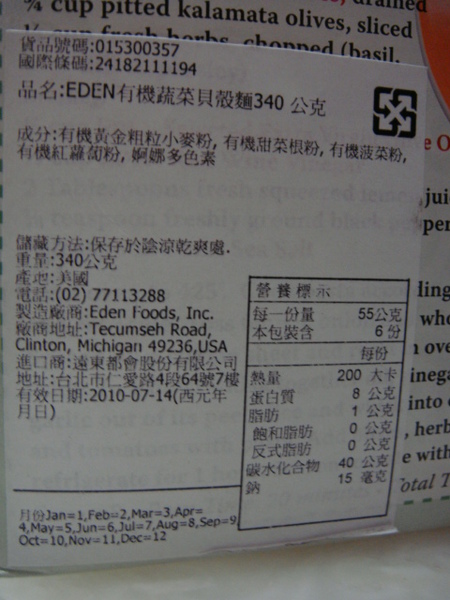 ¾ cup pitted kalamata olives, sliced
cup fresh herbs, chopped (basil,
貨品號碼:015300357
國際條碼:24182111194
品名:EDEN有機蔬菜貝殼麵340 公克
成分:有機黃金粗粒小麥粉, 有機甜菜根粉, 有機菠菜粉,
有機紅蘿蔔粉, 婀娜多色素
儲藏方法:保存於陰涼乾爽處.
重量:340公克
產地:美國
電話:(02) 77113288
製造廠商:Eden Foods, Inc.
廠商地址:Tecumseh Road,
Clinton, Michigan 49236,USA
進口商:遠東都會股份有限公司
地址:台北市仁愛路4段64號7樓
有效日期:2010-07-14(西元年
月日)
營養標示
每一份量 55公克
本包裝含 6 份
每份
熱量 200 大卡
蛋白質 8 公克
脂肪 1 公克
飽和脂肪 0 公克
反式脂肪 0 公克
碳水化合物 40 公克
鈉 15 毫克
月份Jan=1,Feb=2,Mar=3,Apr=
4,May=5,Jun=6,Jul=7,Aug=8,Sep=9
Oct=10,Nov=11,Dec=12